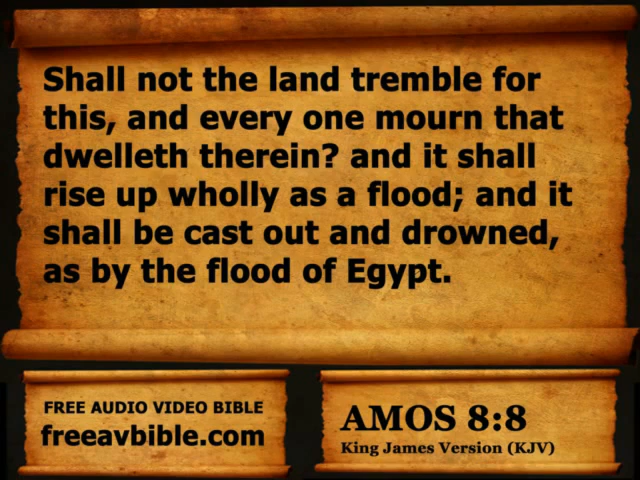 Shall not the land tremble for
this, and every one mourn that
dwelleth therein? and it shall
rise up wholly as a flood; and it
shall be cast out and drowned,
as by the flood of Egypt.
FREE AUDIO VIDEO BIBLE
freeavbible.com
AMOS 8:8
King James Version (KJV)